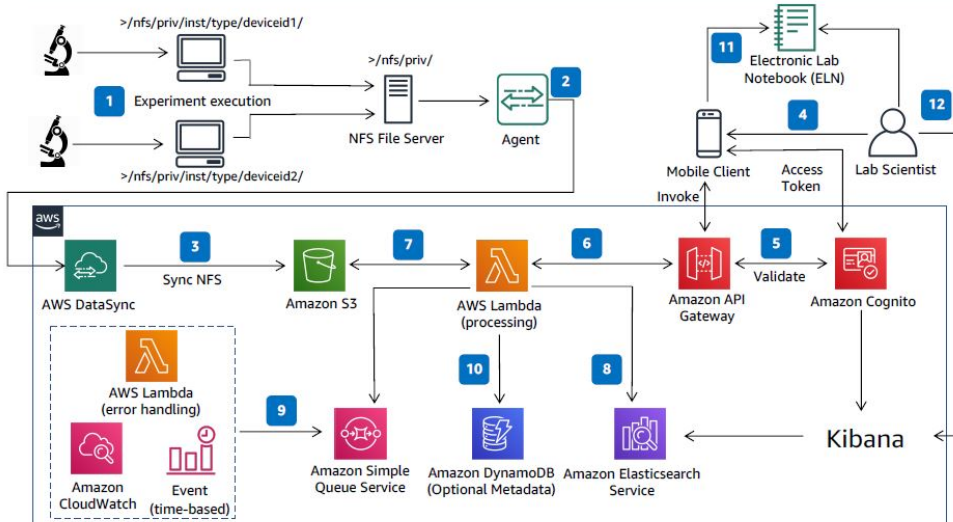 >/nfs/priv/inst/type/deviceid1/
1
Experiment execution
>/nfs/priv/inst/type/deviceid2/
>/nfs/priv/
NFS File Server
2
Agent
11
Electronic Lab
Notebook (ELN)
4
12
Mobile Client
Access
Token
Lab Scientist
Invoke
aws
3
Sync NFS
AWS DataSync
7
Amazon S3
6
AWS Lambda
(processing)
5
Validate
Amazon API
Gateway
Amazon Cognito
AWS Lambda
(error handling)
Amazon
CloudWatch
Event
(time-based)
9
10
8
Amazon Simple
Queue Service
Amazon DynamoDB
(Optional Metadata)
Amazon Elasticsearch
Service
Kibana